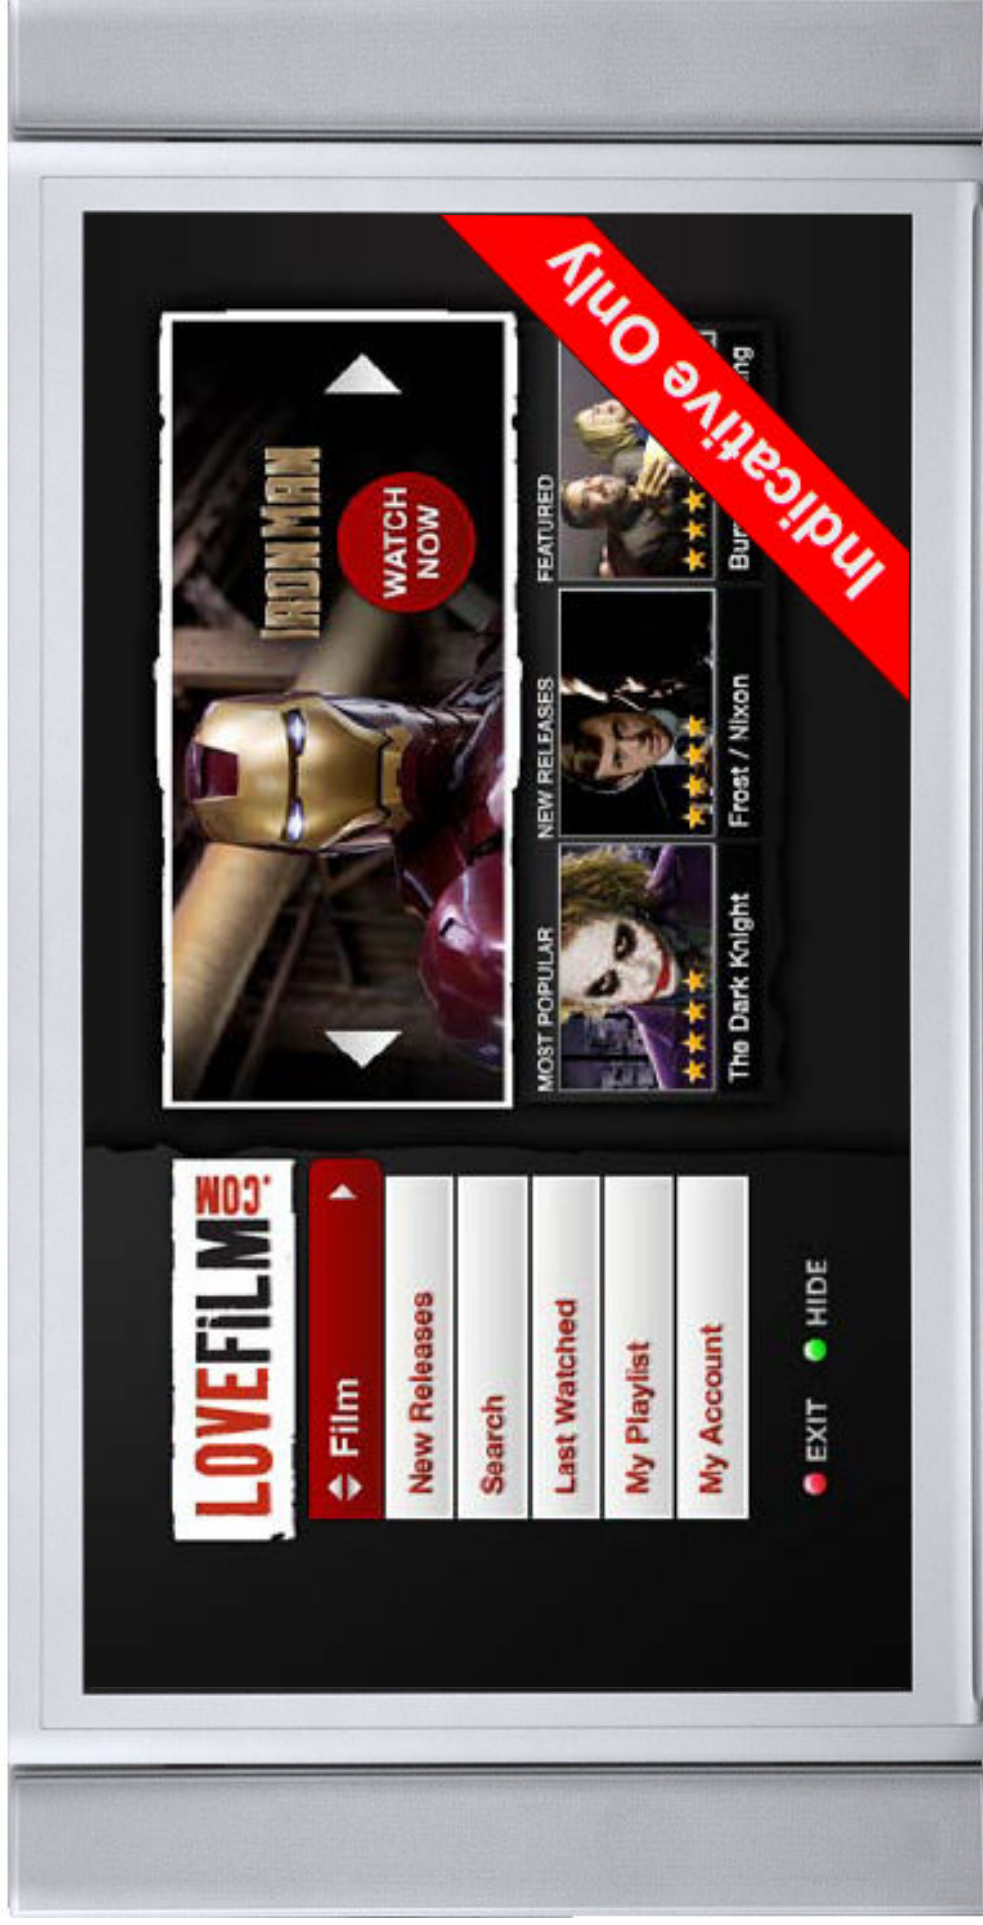 LOVEFiLM.COM
Film
New Releases
Search
Last Watched
My Playlist
My Account
EXIT
HIDE
IRON MAN
WATCH
NOW
MOST POPULAR
NEW RELEASES
FEATURED
The Dark Knight
Frost / Nixon
Indicative Only